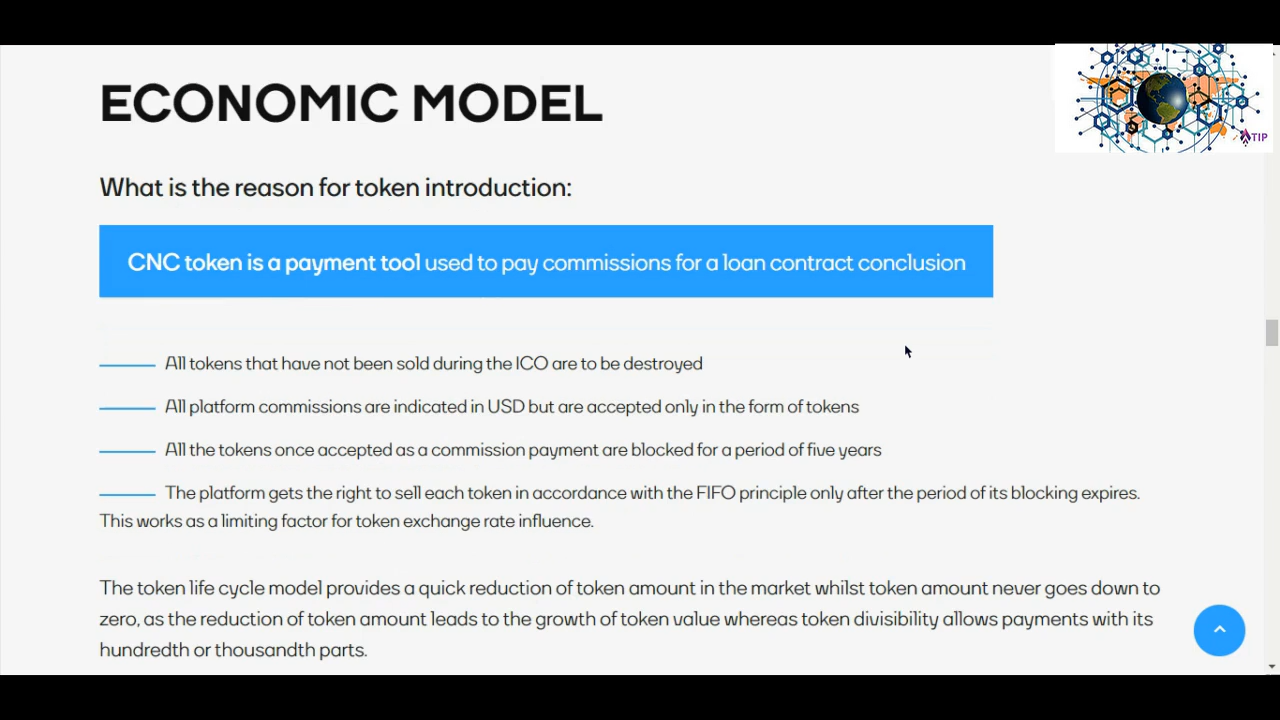 ECONOMIC MODEL
What is the reason for token introduction:
CNC token is a payment tool used to pay commissions for a loan contract conclusion
All tokens that have not been sold during the ICO are to be destroyed
All platform commissions are indicated in USD but are accepted only in the form of tokens
All the tokens once accepted as a commission payment are blocked for a period of five years
The platform gets the right to sell each token in accordance with the FIFO principle only after the period of its blocking expires.
This works as a limiting factor for token exchange rate influence.
The token life cycle model provides a quick reduction of token amount in the market whilst token amount never goes down to
zero, as the reduction of token amount leads to the growth of token value whereas token divisibility allows payments with its
hundredth or thousandth parts.
TIP